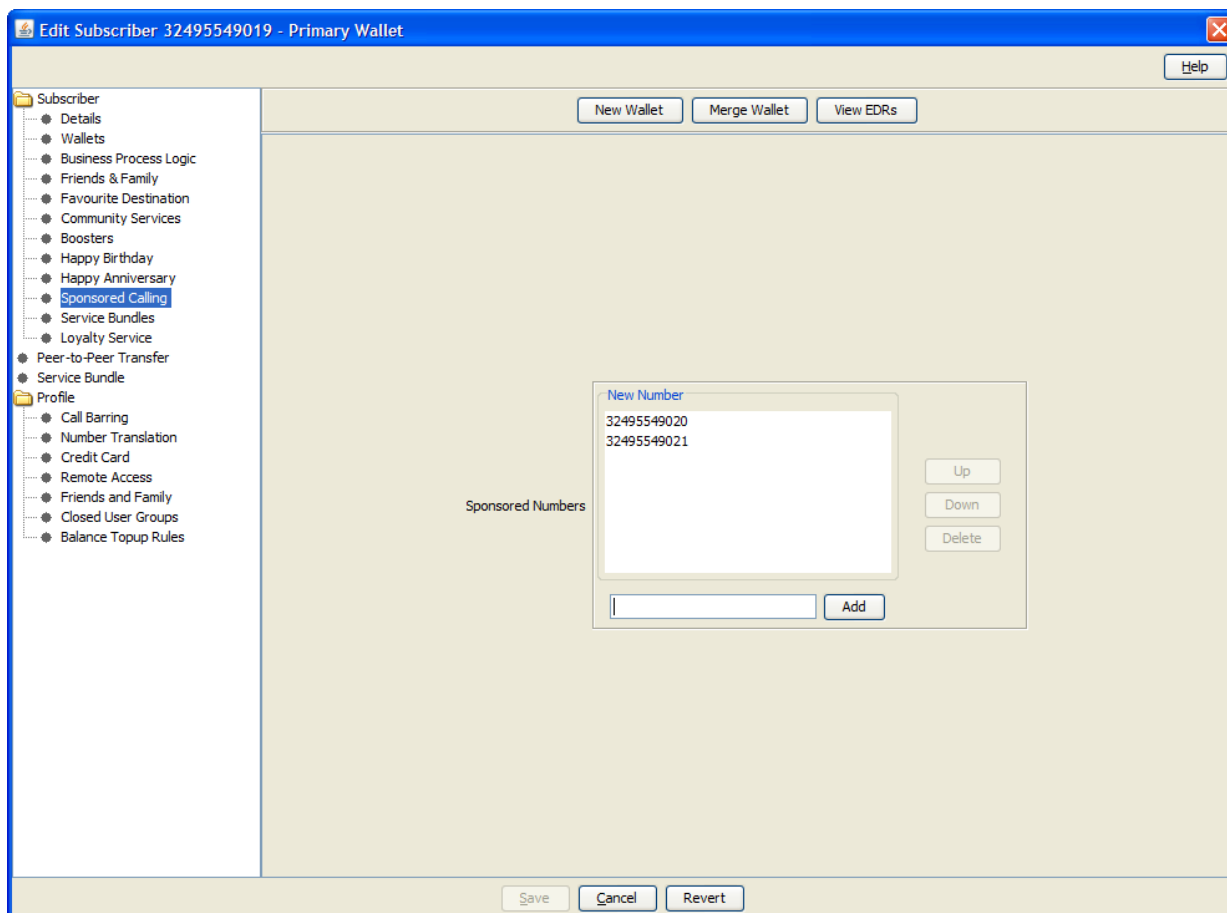 Edit Subscriber 32495549019 - Primary Wallet
Help
Subscriber
Details
Wallets
Business Process Logic
Friends & Family
Favourite Destination
Community Services
Boosters
Happy Birthday
Happy Anniversary
Sponsored Calling
Service Bundles
Loyalty Service
Peer-to-Peer Transfer
Service Bundle
Profile
Call Barring
Number Translation
Credit Card
Remote Access
Friends and Family
Closed User Groups
Balance Topup Rules
New Wallet Merge Wallet View EDRs
New Number
32495549020
32495549021
Sponsored Numbers
Up
Down
Delete
Add
Save Cancel Revert